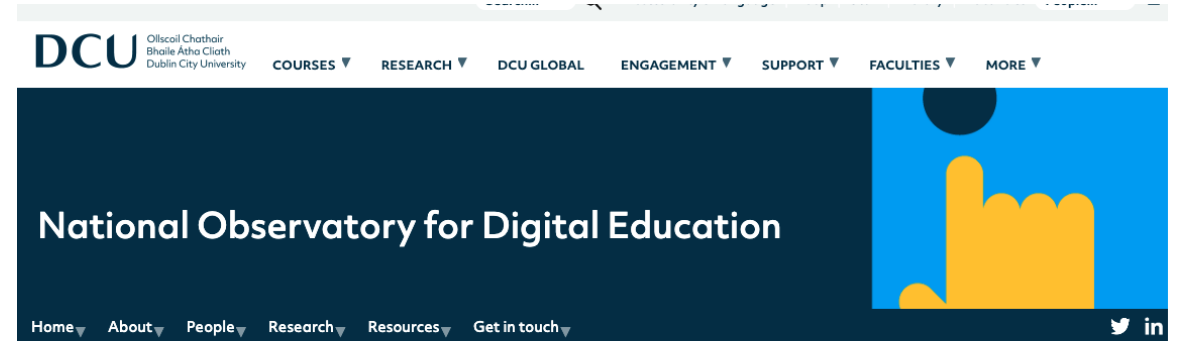 DCU
Ollscoil Chathair
Bhaile Átha Cliath
Dublin City University
COURSES RESEARCH DCU GLOBAL ENGAGEMENT SUPPORT FACULTIES MORE
National Observatory for Digital Education
Home About People Research Resources Get in touch
in